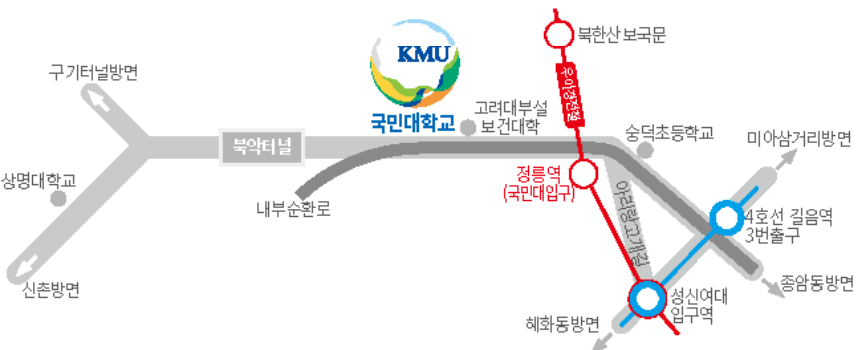 북한산 보국문
KMU
구기터널방면
우이경전철
고려대부설
보건대학
국민대학교
숭덕초등학교
미아삼거리방면
북악터널
정릉역
(국민대입구)
상명대학교
내부순환로
아리랑고개길
4호선 길음역
3번출구
신촌방면
종암동방면
성신여대
입구역
혜화동방면